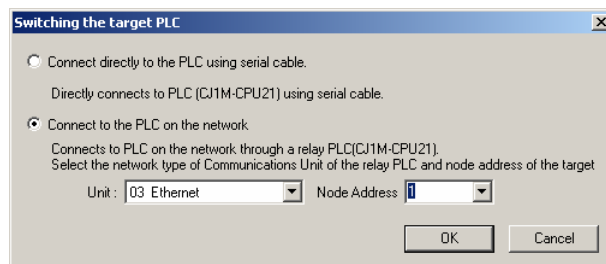 Switching the target PLC
Connect directly to the PLC using serial cable.
Directly connects to PLC (CJ1M-CPU21) using serial cable.
Connect to the PLC on the network
Connects to PLC on the network through a relay PLC(CJ1M-CPU21).
Select the network type of Communications Unit of the relay PLC and node address of the target
Unit : 03 Ethernet Node Address 1
OK Cancel